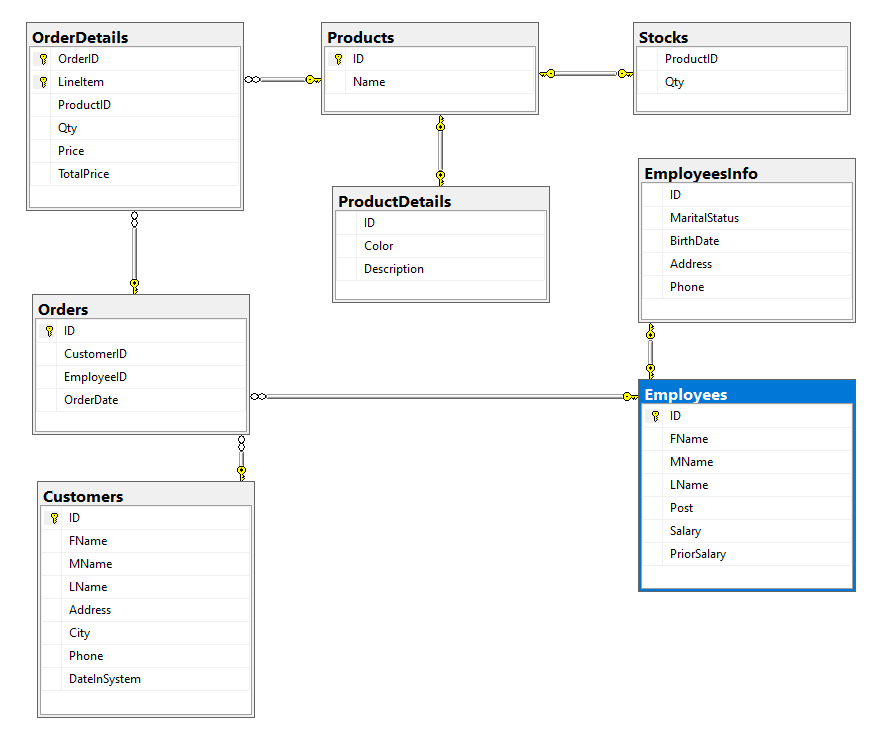 OrderDetails
OrderID
LineItem
ProductID
Qty
Price
TotalPrice
Products
ID
Name
Stocks
ProductID
Qty
ProductDetails
ID
Color
Description
EmployeesInfo
ID
MaritalStatus
BirthDate
Address
Phone
Orders
ID
CustomerID
EmployeeID
OrderDate
Employees
ID
FName
MName
LName
Post
Salary
PriorSalary
Customers
ID
FName
MName
LName
Address
City
Phone
DateInSystem